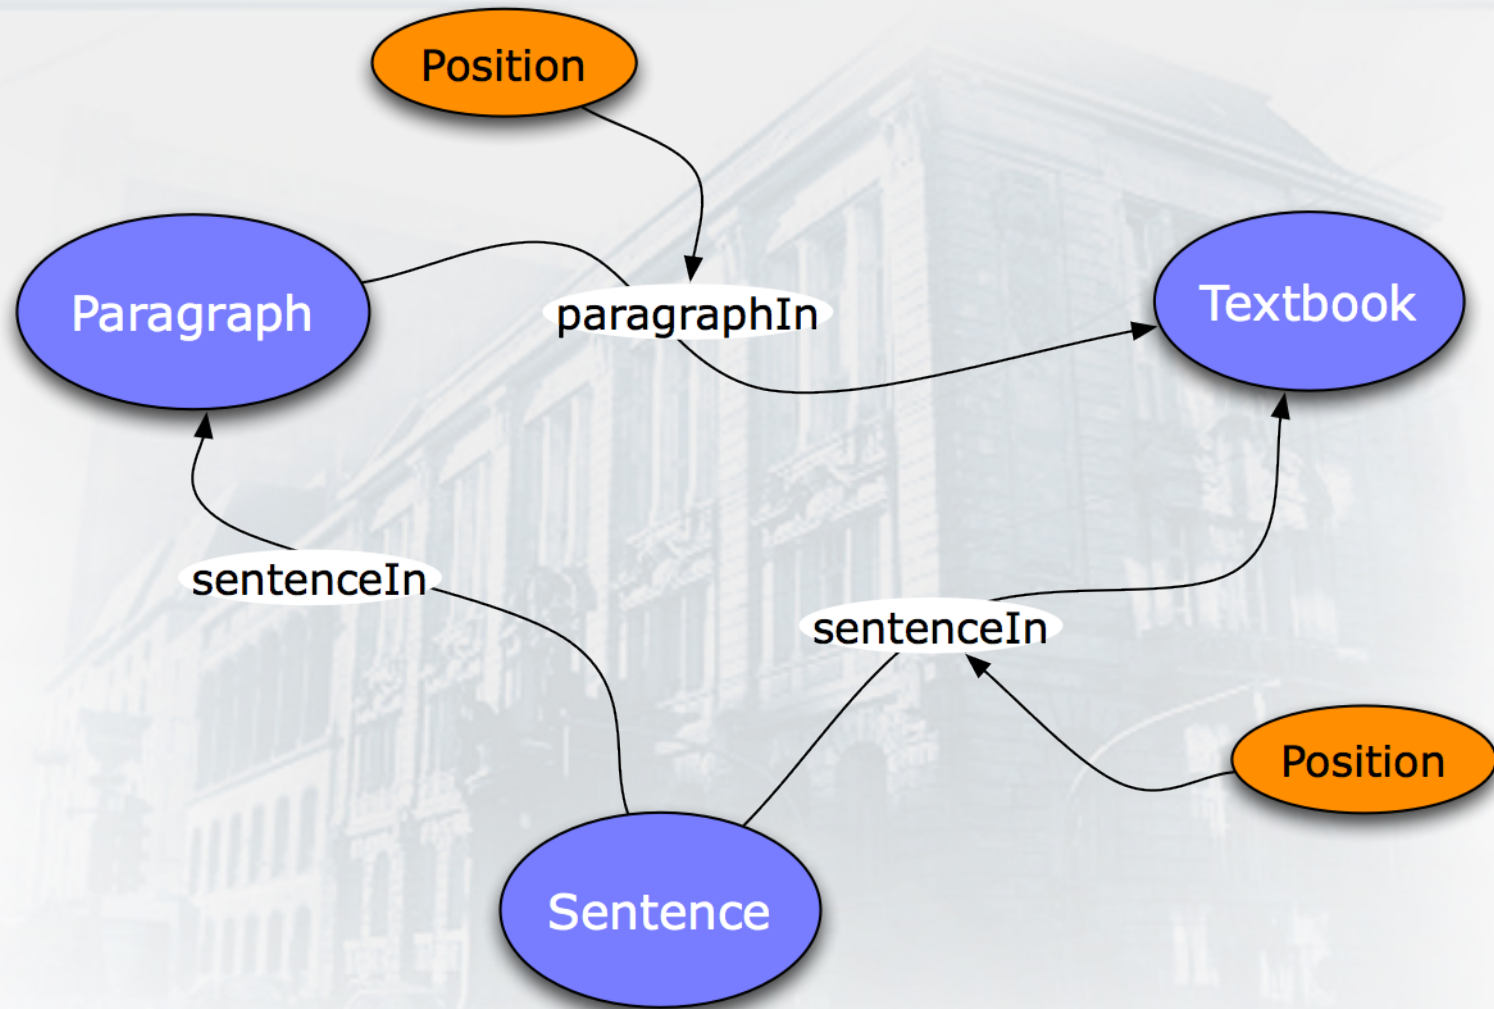 Position
Paragraph
paragraphIn
Textbook
sentenceIn
sentenceIn
Position
Sentence